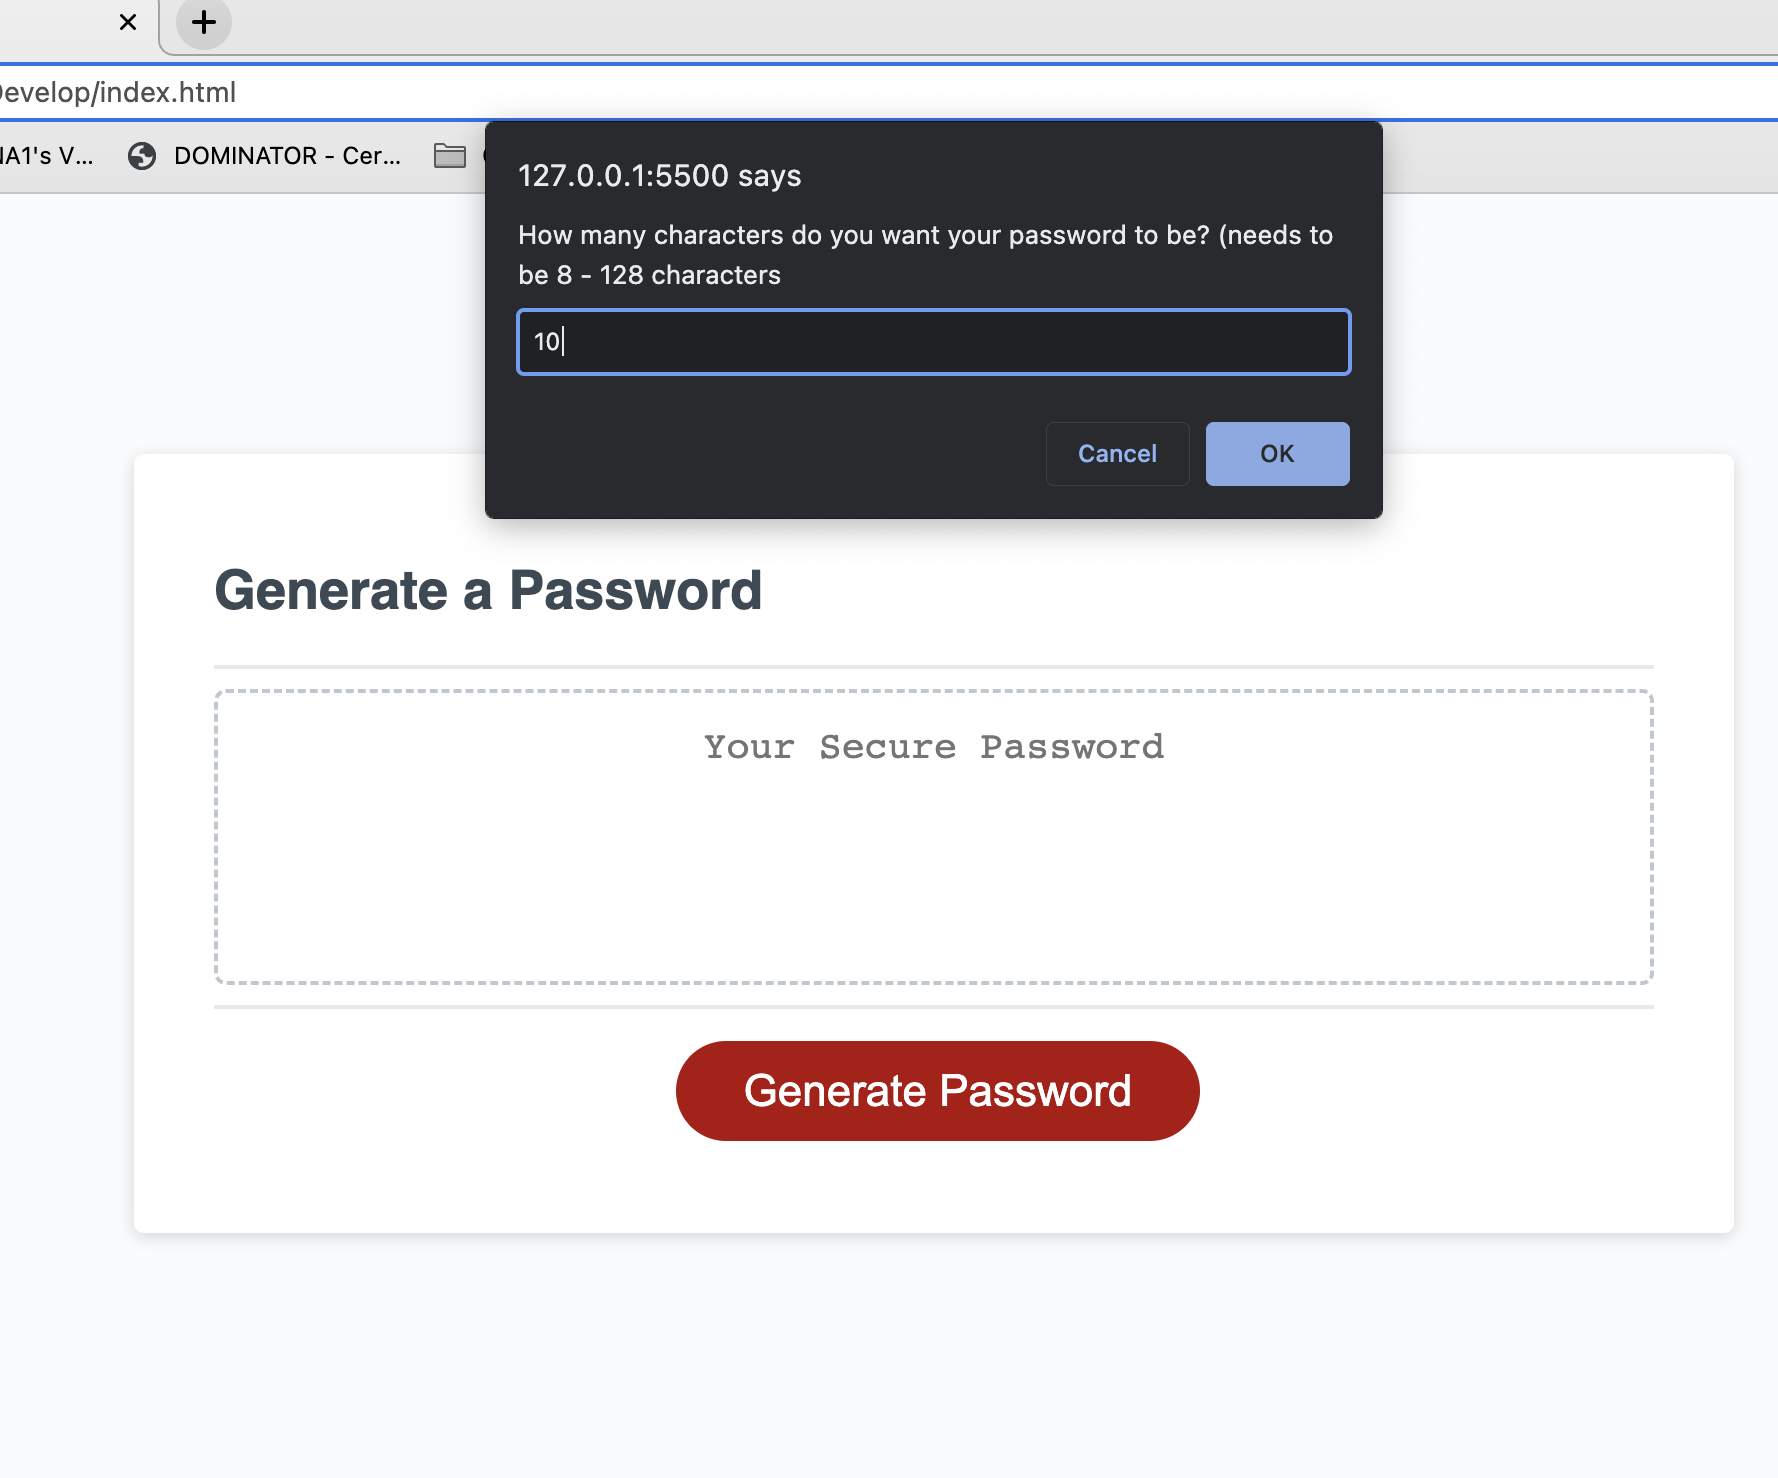 evelop/index.html
A1's V...
DOMINATOR - Cer...
127.0.0.1:5500 says
How many characters do you want your password to be? (needs to
be 8 - 128 characters
10
Cancel
OK
Generate a Password
Your Secure Password
Generate Password